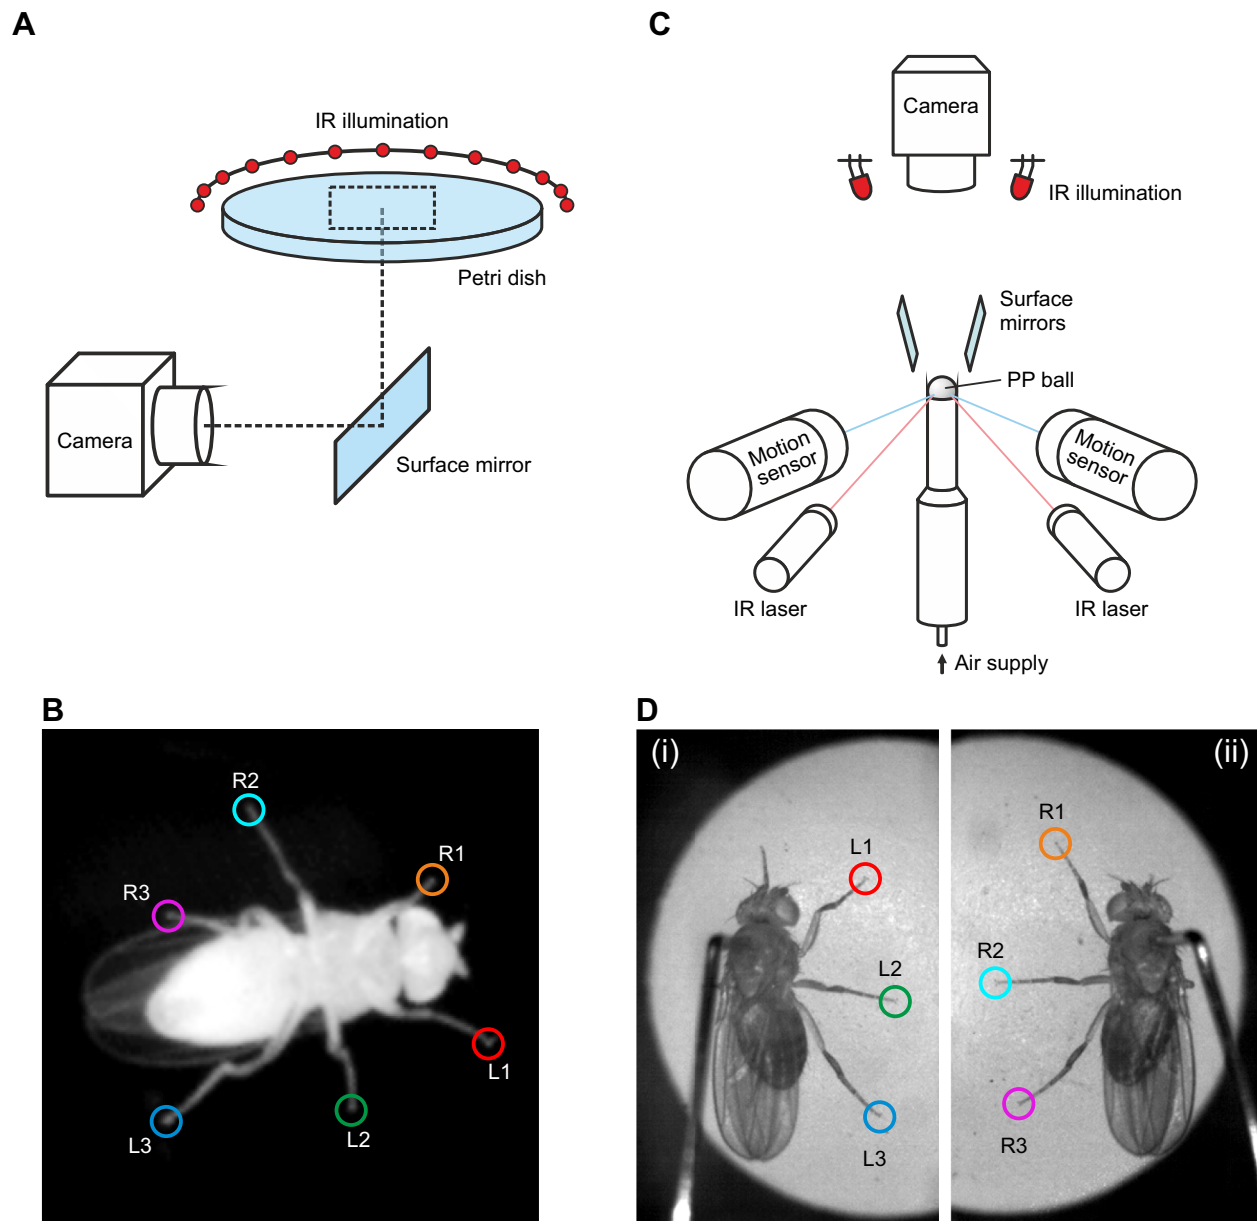 A
IR illumination
Petri dish
Camera
Surface mirror
C
Camera
IR illumination
Surface
mirrors
PP ball
Motion
sensor
Motion
sensor
IR laser
IR laser
Air supply
B
R2
R1
R3
L1
L2
L3
D
(i)
L1
L2
L3
(ii)
R1
R2
R3